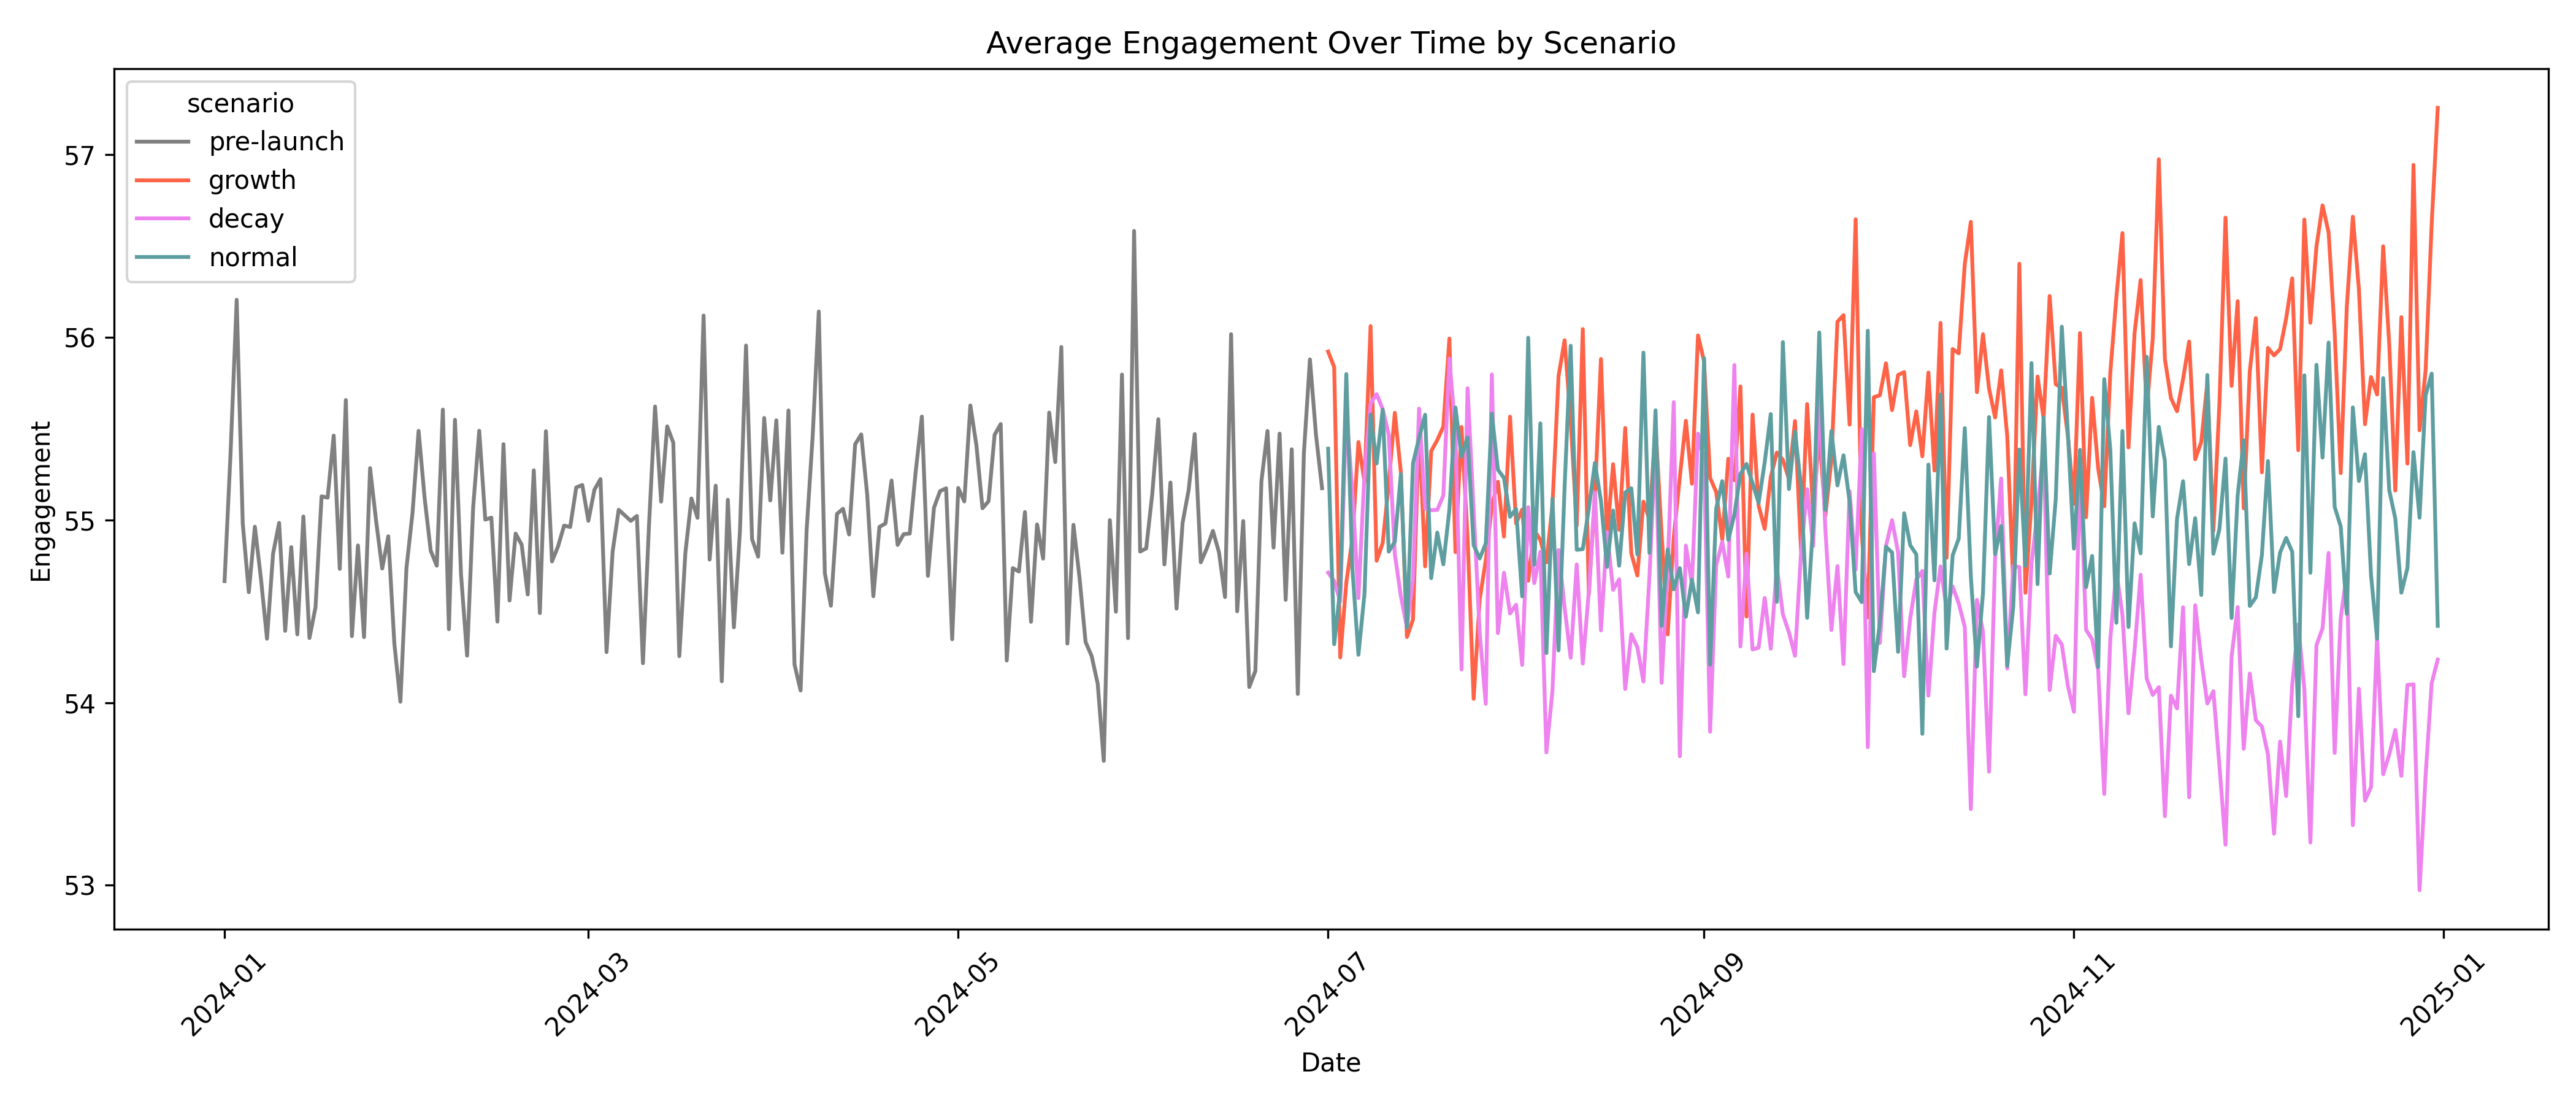 Average Engagement Over Time by Scenario
scenario
pre-launch
growth
decay
normal
Engagement
57
56
55
54
53
2024-01
2024-03
2024-05
2024-07
2024-09
2024-11
2025-01
Date